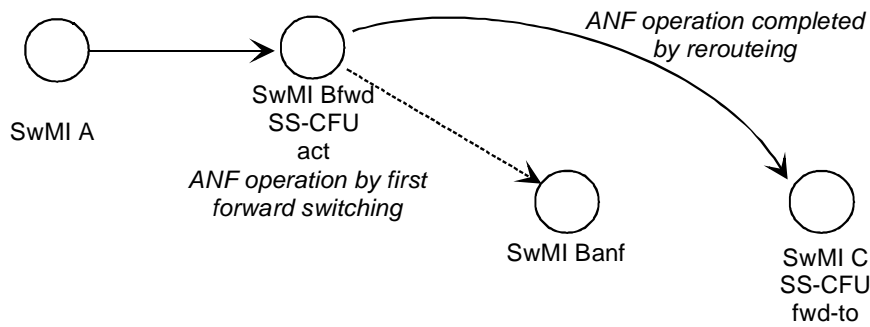 ANF operation completed
by rerouteing
SwMI A
SwMI Bfwd
SS-CFU
act
ANF operation by first
forward switching
SwMI Banf
SwMI C
SS-CFU
fwd-to